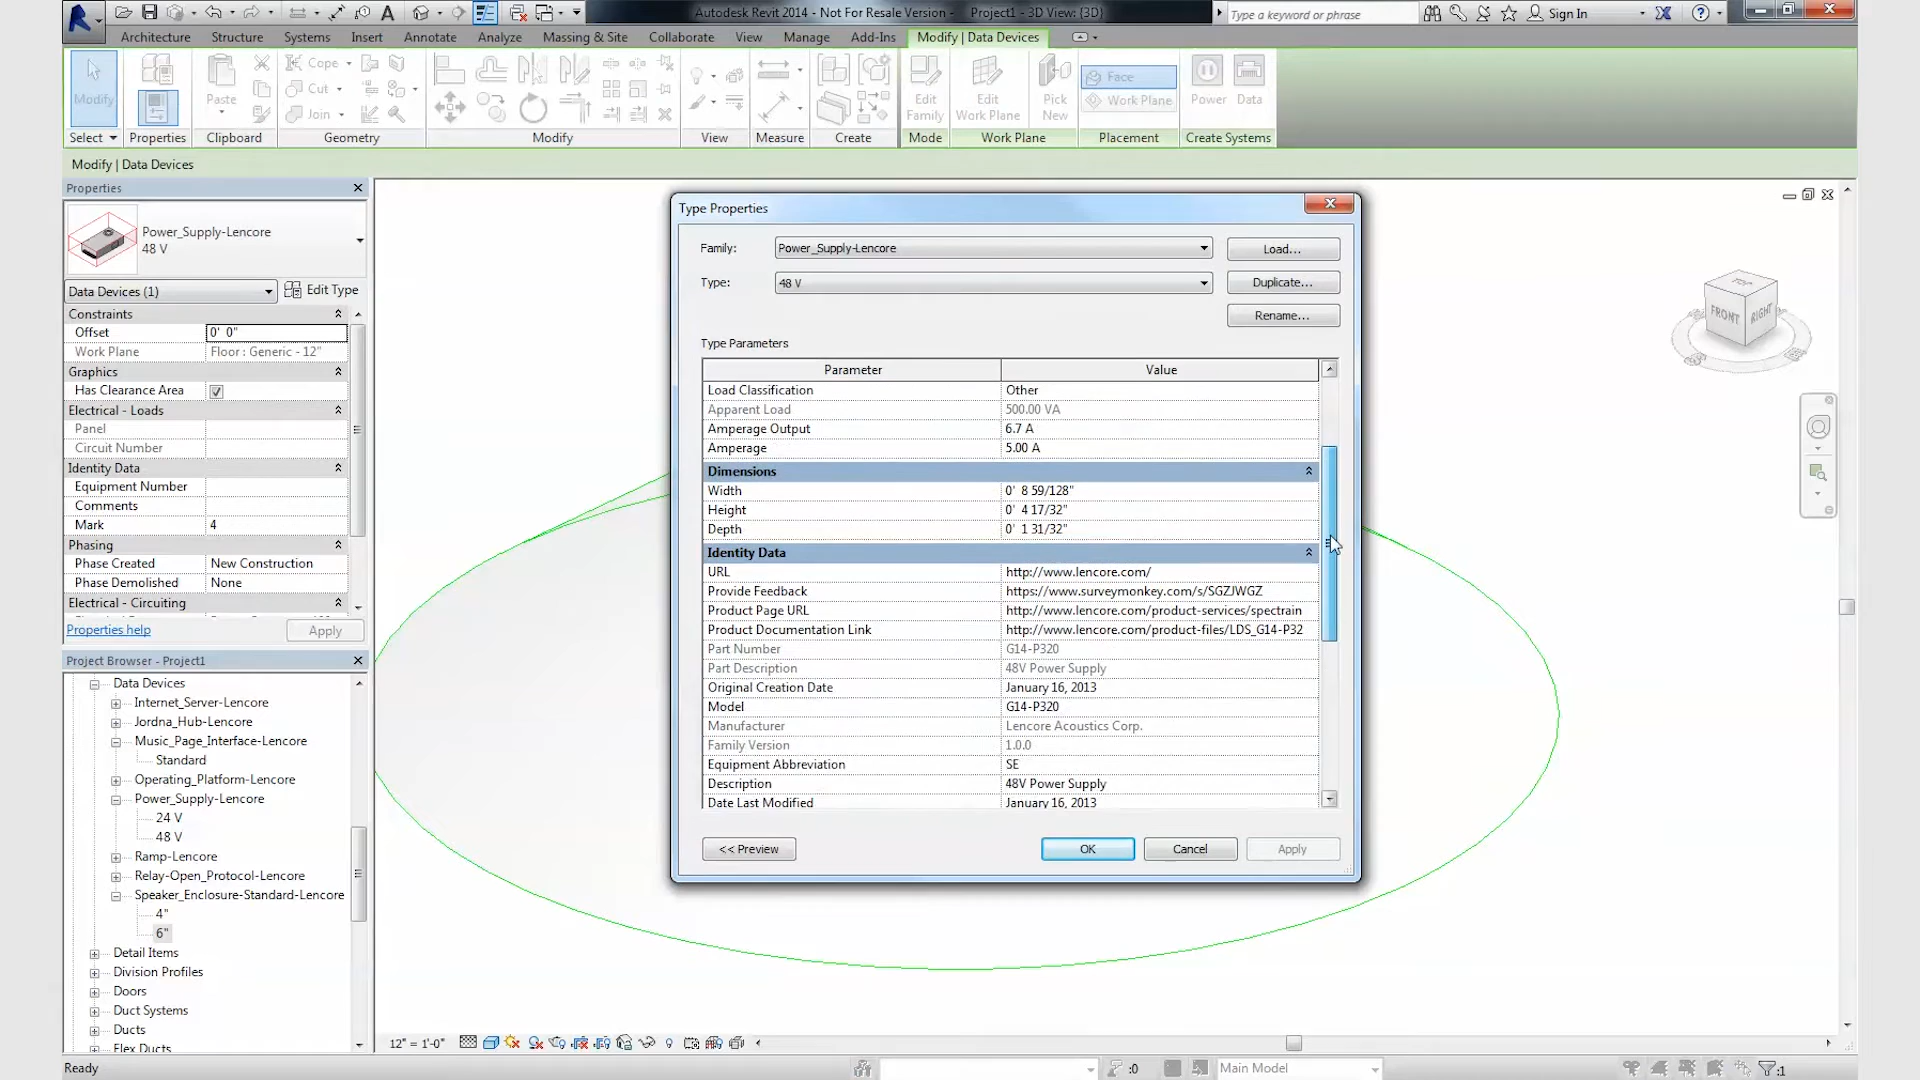 Autodesk Revit 2014 - Not For Resale Version - Project1 - 3D View: {3D}
Type a keyword or phrase
Sign In
Architecture Structure Systems Insert Annotate Analyze Massing & Site Collaborate View Manage Add-Ins Modify | Data Devices
Modify
Paste
Cope
Cut
Join
Edit Family
Edit Work Plane
Pick New
Face
Work Plane
Power
Data
Select Properties Clipboard Geometry Modify View Measure Create Mode Work Plane Placement Create Systems
Modify | Data Devices
Properties
Power_Supply-Lencore
48 V
Data Devices (1)
Edit Type
Constraints
Offset 0' 0"
Work Plane Floor : Generic - 12"
Graphics
Has Clearance Area
Electrical - Loads
Panel
Circuit Number
Identity Data
Equipment Number
Comments
Mark 4
Phasing
Phase Created New Construction
Phase Demolished None
Electrical - Circuiting
Properties help
Apply
Project Browser - Project1
Data Devices
Internet_Server-Lencore
Jordna_Hub-Lencore
Music_Page_Interface-Lencore
Standard
Operating_Platform-Lencore
Power_Supply-Lencore
24 V
48 V
Ramp-Lencore
Relay-Open_Protocol-Lencore
Speaker_Enclosure-Standard-Lencore
4"
6"
Detail Items
Division Profiles
Doors
Duct Systems
Ducts
Flex Ducts
Type Properties
Family: Power_Supply-Lencore Load...
Type: 48 V Duplicate...
Rename...
Type Parameters
Parameter Value
Load Classification Other
Apparent Load 500.00 VA
Amperage Output 6.7 A
Amperage 5.00 A
Dimensions
Width 0' 8 59/128"
Height 0' 4 17/32"
Depth 0' 1 31/32"
Identity Data
URL http://www.lencore.com/
Provide Feedback https://www.surveymonkey.com/s/SGZJWGZ
Product Page URL http://www.lencore.com/product-services/spectrain
Product Documentation Link http://www.lencore.com/product-files/LDS_G14-P32
Part Number G14-P320
Part Description 48V Power Supply
Original Creation Date January 16, 2013
Model G14-P320
Manufacturer Lencore Acoustics Corp.
Family Version 1.0.0
Equipment Abbreviation SE
Description 48V Power Supply
Date Last Modified January 16, 2013
<< Preview OK Cancel Apply
TOP
FRONT
RIGHT
12" = 1'-0"
Ready
:0
Main Model
:1